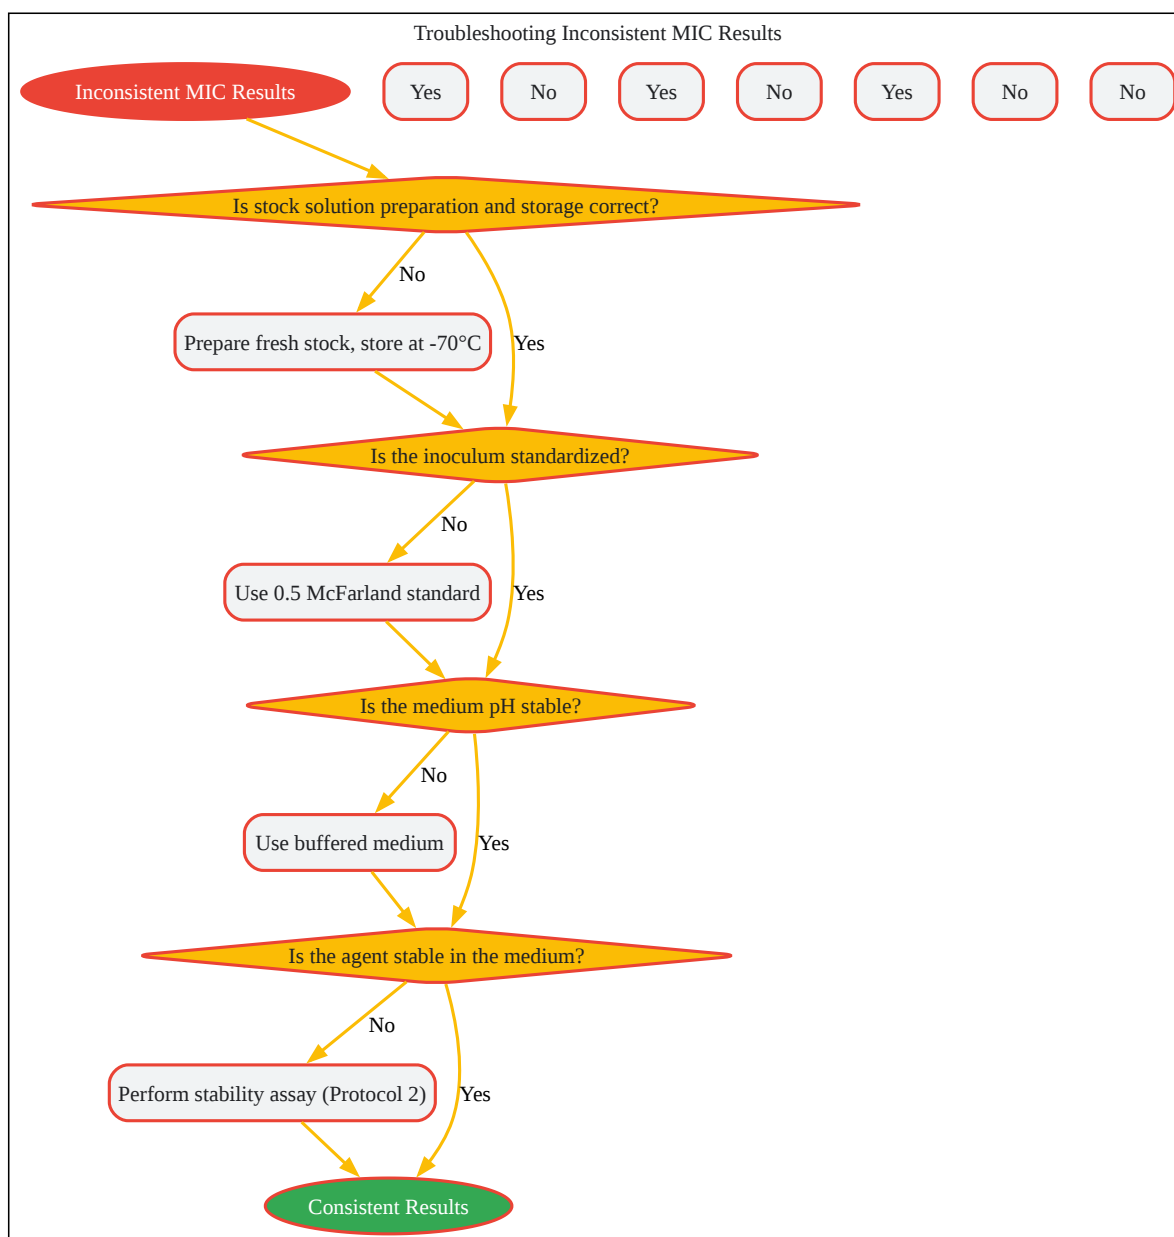 Troubleshooting Inconsistent MIC Results
Inconsistent MIC Results
Yes
No
Yes
No
Yes
No
No
Is stock solution preparation and storage correct?
No
Prepare fresh stock, store at -70°C
Yes
Is the inoculum standardized?
No
Use 0.5 McFarland standard
Yes
Is the medium pH stable?
No
Use buffered medium
Yes
Is the agent stable in the medium?
No
Perform stability assay (Protocol 2)
Yes
Consistent Results